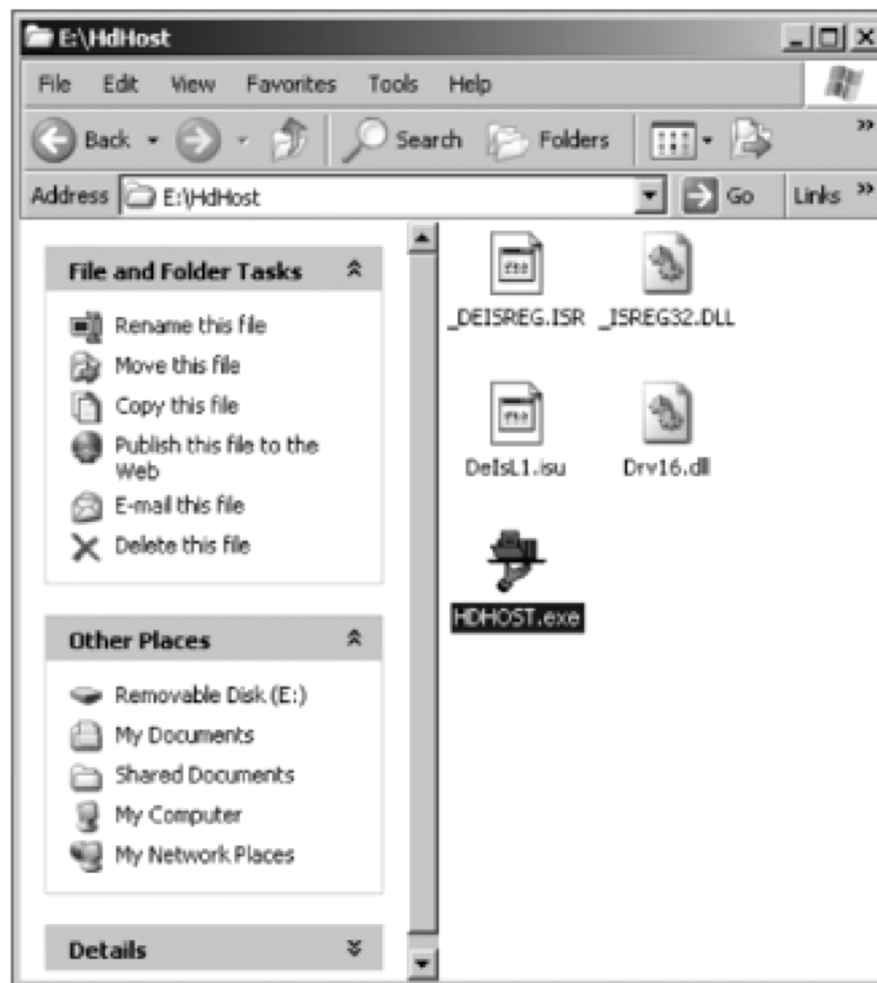 E:\HdHost
File Edit View Favorites Tools Help
Back Search Folders
Address E:\HdHost Go Links
File and Folder Tasks
Rename this file
Move this file
Copy this file
Publish this file to the
Web
E-mail this file
Delete this file
Other Places
Removable Disk (E:)
My Documents
Shared Documents
My Computer
My Network Places
Details
_DEISREG.ISR _ISREG32.DLL
DeIsL1.isu Drv16.dll
HDHOST.exe